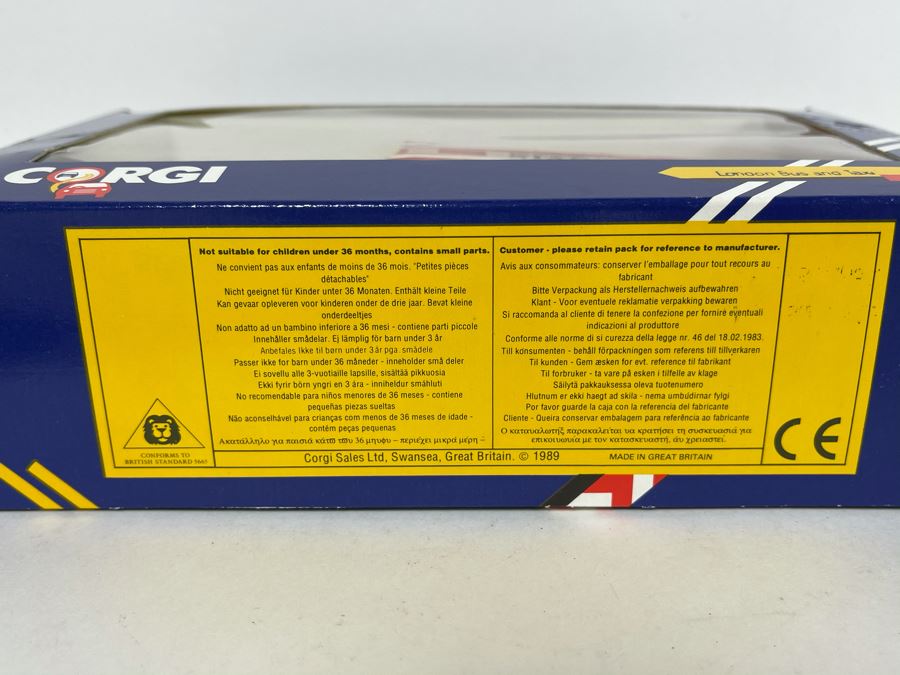 CORGI
London Bus and Taxi
Not suitable for children under 36 months, contains small parts.
Ne convient pas aux enfants de moins de 36 mois. "Petites pièces
détachables"
Nicht geeignet für Kinder unter 36 Monaten. Enthält kleine Teile
Kan gevaar opleveren voor kinderen onder de drie jaar. Bevat kleine
onderdeeltjes
Non adatto ad un bambino inferiore a 36 mesi - contiene parti piccole
Innehåller smådelar. Ej lämplig för barn under 3 år
Anbefales ikke til børn under 3 år pga. smådele
Passer ikke for barn under 36 måneder - inneholder små deler
Ei sovellu alle 3-vuotiaille lapsille, sisältää pikkuosia
Ekki fyrir börn yngri en 3 ára - inniheldur smáhluti
No recomendable para niños menores de 36 meses - contiene
pequeñas piezas sueltas
Não aconselhável para crianças com menos de 36 meses de idade -
contém peças pequenas
Ακατάλληλο για παισιά κάτω του 36 μηνυφυ – περιέχει μικρά μέρη
Customer - please retain pack for reference to manufacturer.
Avis aux consommateurs: conserver l'emballage pour tout recours au
fabricant
Bitte Verpackung als Herstellernachweis aufbewahren
Klant - Voor eventuele reklamatie verpakking bewaren
Si raccomanda al cliente di tenere la confezione per fornire eventuali
indicazioni al produttore
Conforme alle norme di si curezza della legge nr. 46 del 18.02.1983.
Till konsumenten - behåll förpackningen som referens till tillverkaren
Til kunden - Gem æsken for evt. reference til fabrikant
Til forbruker - ta vare på esken i tilfelle av klage
Säilytä pakkauksessa oleva tuotenumero
Hlutnum er ekki haegt ad skila - nema umbúdirnar fylgi
Por favor guarde la caja con la referencia del fabricante
Cliente - Queira conservar embalagem para referência ao fabricante
Ο καταυαλωτήξ παρακαλείται να κρατήσει τη συσκευασιά για
επικοιυωυία με τον κατασκευαστή, άυ χρειαστεί.
CONFORMS TO
BRITISH STANDARD 5665
Corgi Sales Ltd, Swansea, Great Britain. © 1989
MADE IN GREAT BRITAIN
CE